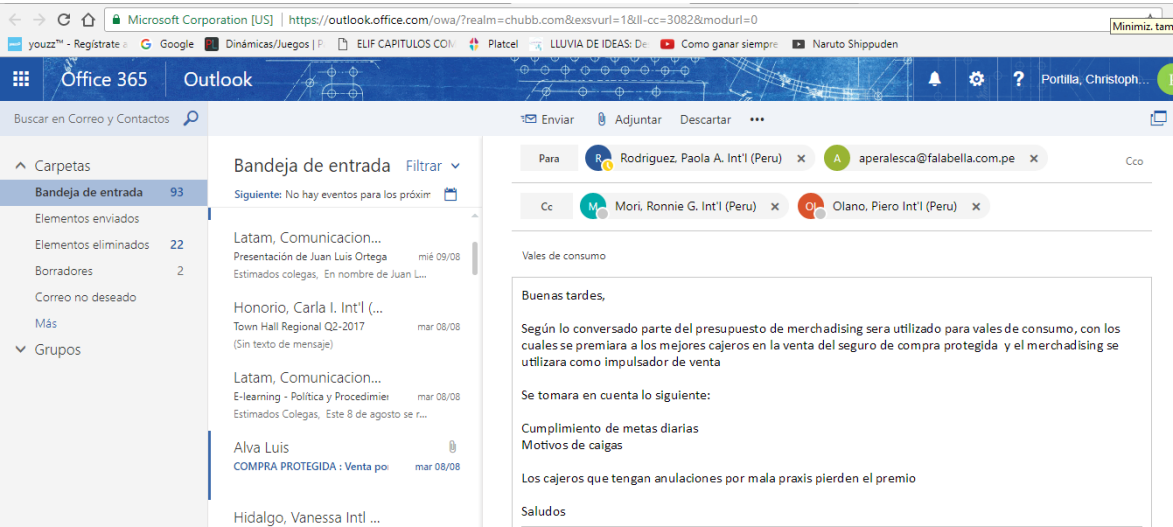 Microsoft Corporation [US] | https://outlook.office.com/owa/?realm=chubb.com&exsvurl=1&ll-cc=3082&modurl=0
Minimiz. tam
youzz™ - Regístrate a Google Dinámicas/Juegos | P ELIF CAPITULOS COM Platcel LLUVIA DE IDEAS: De Como ganar siempre Naruto Shippuden
Office 365 Outlook ? Portilla, Christoph...
Buscar en Correo y Contactos
Enviar Adjuntar Descartar •••
Carpetas
Bandeja de entrada 93
Elementos enviados
Elementos eliminados 22
Borradores 2
Correo no deseado
Más
Grupos
Bandeja de entrada Filtrar
Siguiente: No hay eventos para los próxim
Latam, Comunicacion...
Presentación de Juan Luis Ortega mié 09/08
Estimados colegas, En nombre de Juan L...
Honorio, Carla I. Int'l (...
Town Hall Regional Q2-2017 mar 08/08
(Sin texto de mensaje)
Latam, Comunicacion...
E-learning - Política y Procedimier mar 08/08
Estimados Colegas, Este 8 de agosto se r...
Alva Luis
COMPRA PROTEGIDA : Venta po mar 08/08
Hidalgo, Vanessa Intl ...
Para R Rodriguez, Paola A. Int'l (Peru) x A aperalesca@falabella.com.pe x Cco
Cc M Mori, Ronnie G. Int'l (Peru) x OI Olano, Piero Int'l (Peru) x
Vales de consumo
Buenas tardes,
Según lo conversado parte del presupuesto de merchadising sera utilizado para vales de consumo, con los
cuales se premiara a los mejores cajeros en la venta del seguro de compra protegida y el merchadising se
utilizara como impulsador de venta
Se tomara en cuenta lo siguiente:
Cumplimiento de metas diarias
Motivos de caigas
Los cajeros que tengan anulaciones por mala praxis pierden el premio
Saludos